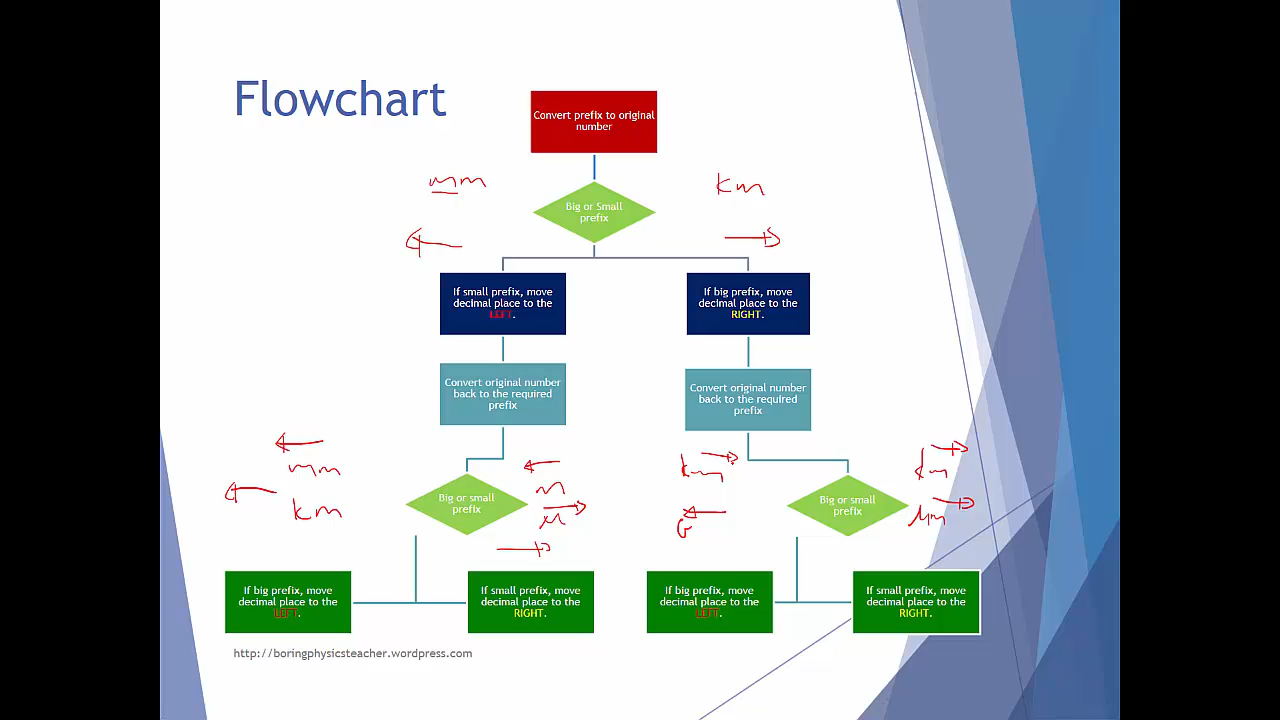 Flowchart
Convert prefix to original
number
mm
km
Big or Small
prefix
If small prefix, move
decimal place to the
LEFT.
If big prefix, move
decimal place to the
RIGHT.
Convert original number
back to the required
prefix
Convert original number
back to the required
prefix
mm
km
Big or small
prefix
m
μ
km
G
Big or small
prefix
km
μm
If big prefix, move
decimal place to the
LEFT.
If small prefix, move
decimal place to the
RIGHT.
If big prefix, move
decimal place to the
LEFT.
If small prefix, move
decimal place to the
RIGHT.
http://boringphysicsteacher.wordpress.com